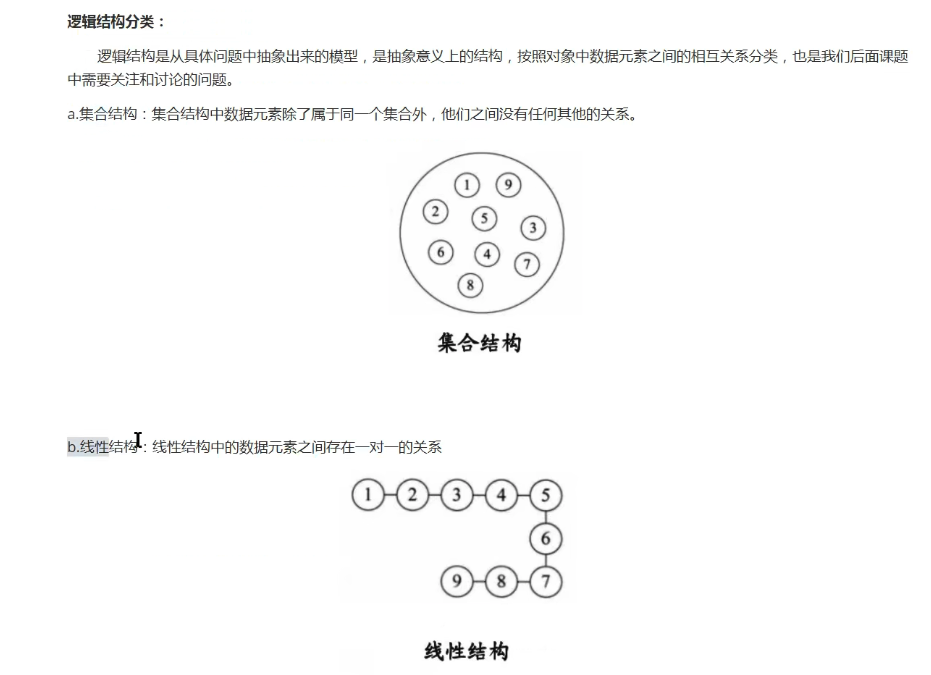 逻辑结构分类：
逻辑结构是从具体问题中抽象出来的模型，是抽象意义上的结构，按照对象中数据元素之间的相互关系分类，也是我们后面课题
中需要关注和讨论的问题。
a.集合结构：集合结构中数据元素除了属于同一个集合外，他们之间没有任何其他的关系。
1 9
2 5 3
6 4 7
8
集合结构
b.线性结构：线性结构中的数据元素之间存在一对一的关系
1 2 3 4 5
6
9 8 7
线性结构